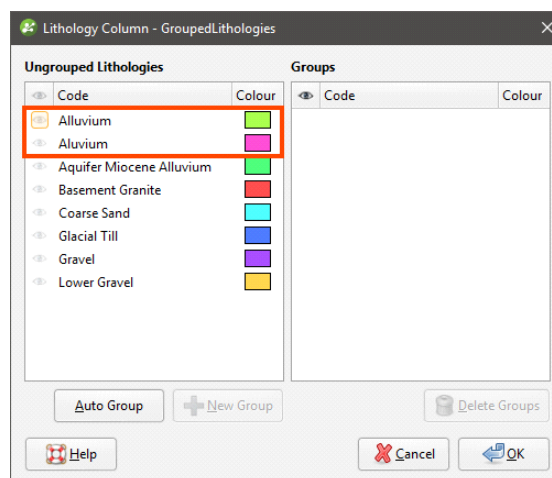 Lithology Column - GroupedLithologies
Ungrouped Lithologies
Groups
Code Colour
Code Colour
Alluvium
Aluvium
Aquifer Miocene Alluvium
Basement Granite
Coarse Sand
Glacial Till
Gravel
Lower Gravel
Auto Group New Group Delete Groups
Help Cancel OK